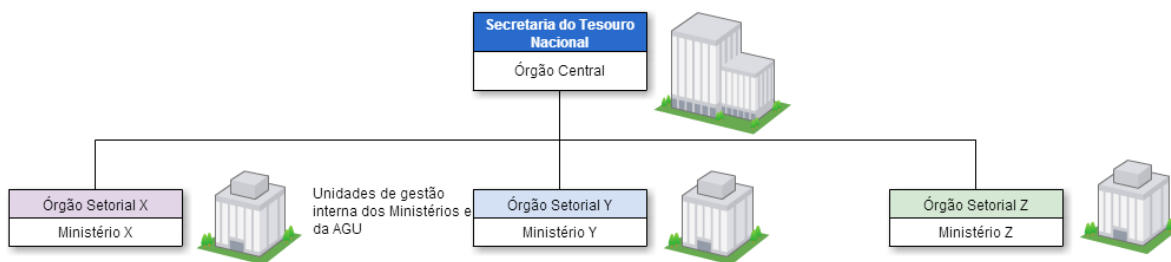 Secretaria do Tesouro
Nacional
Órgão Central
Órgão Setorial X
Ministério X
Unidades de gestão
interna dos Ministérios e
da AGU
Órgão Setorial Y
Ministério Y
Órgão Setorial Z
Ministério Z